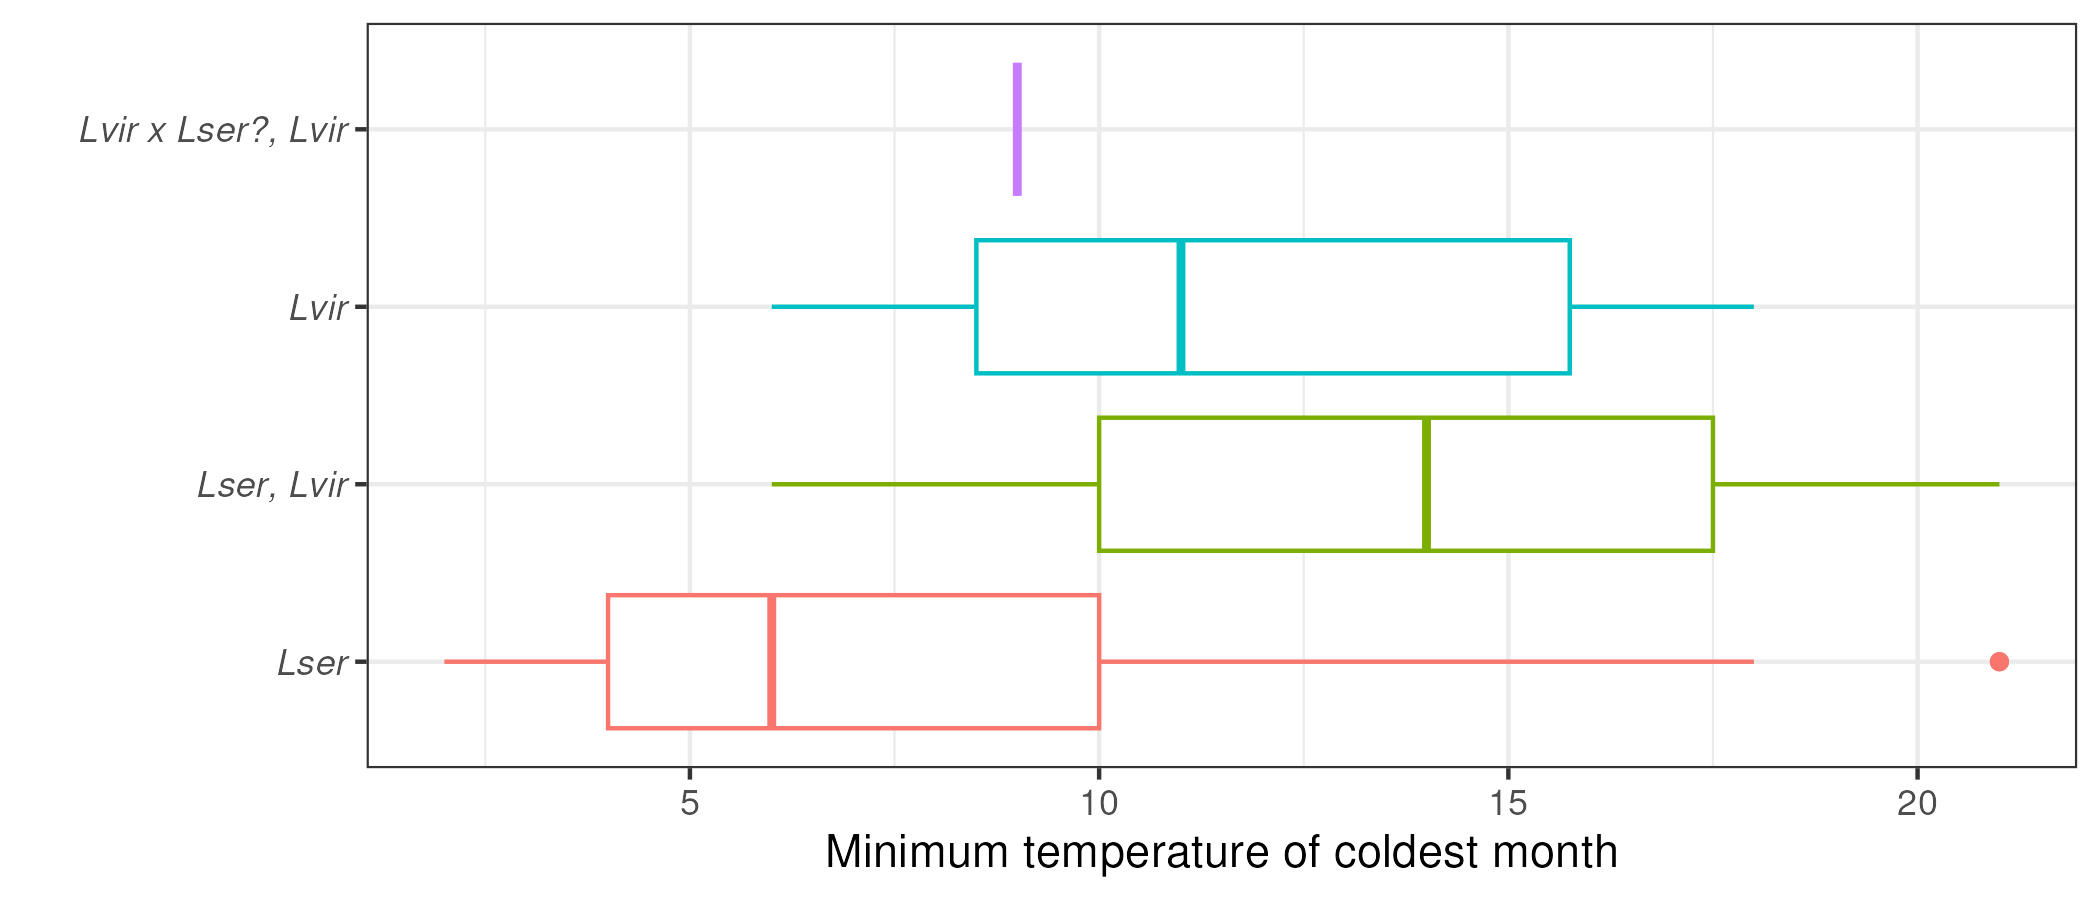 Lvir x Lser?, Lvir
Lvir
Lser, Lvir
Lser
5 10 15 20
Minimum temperature of coldest month